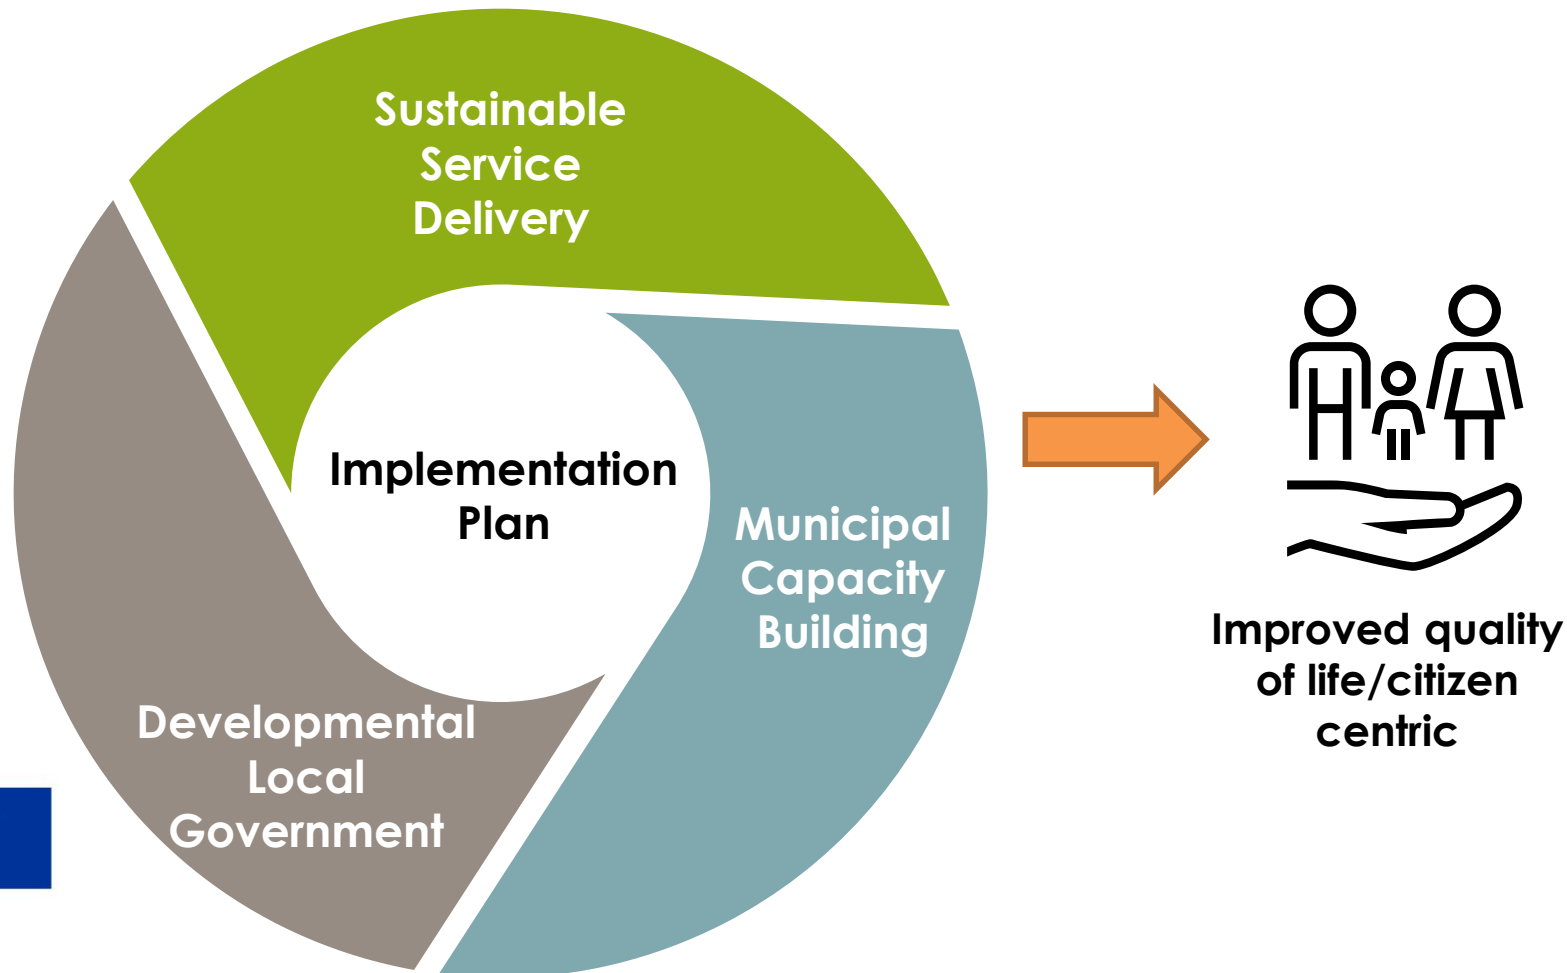 Sustainable
Service
Delivery
Implementation
Plan
Municipal
Capacity
Building
Developmental
Local
Government
Improved quality
of life/citizen
centric